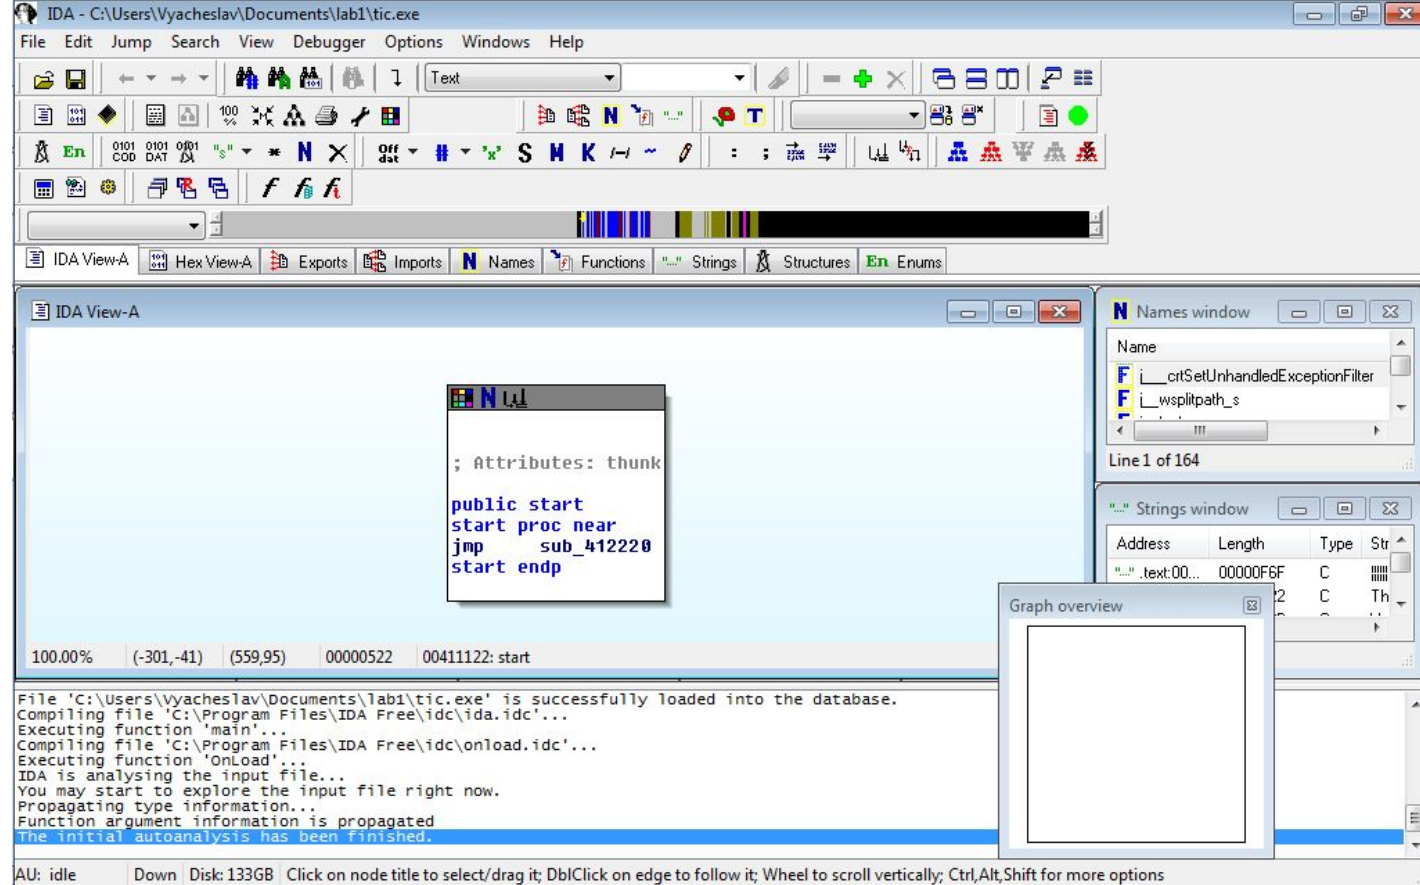 IDA - C:\Users\Vyacheslav\Documents\lab1\tic.exe
File Edit Jump Search View Debugger Options Windows Help
Text
En
IDA View-A Hex View-A Exports Imports N Names Functions "..." Strings Structures En Enums
IDA View-A
N Names window
Name
F j___crtSetUnhandledExceptionFilter
F j__wsplitpath_s
Line 1 of 164
; Attributes: thunk
public start
start proc near
jmp sub_412220
start endp
"..." Strings window
Address Length Type Str
"..." .text:00... 00000F6F C
C Th
Graph overview
100.00% (-301,-41) (559,95) 00000522 00411122: start
File 'C:\Users\Vyacheslav\Documents\lab1\tic.exe' is successfully loaded into the database.
Compiling file 'C:\Program Files\IDA Free\idc\ida.idc'...
Executing function 'main'...
Compiling file 'C:\Program Files\IDA Free\idc\onload.idc'...
Executing function 'OnLoad'...
IDA is analysing the input file...
You may start to explore the input file right now.
Propagating type information...
Function argument information is propagated
The initial autoanalysis has been finished.
AU: idle Down Disk: 133GB Click on node title to select/drag it; DblClick on edge to follow it; Wheel to scroll vertically; Ctrl,Alt,Shift for more options